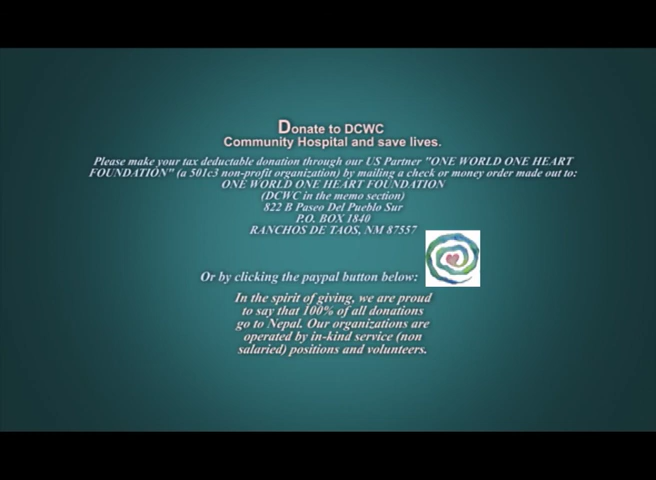 Donate to DCWC
Community Hospital and save lives.
Please make your tax deductable donation through our US Partner "ONE WORLD ONE HEART
FOUNDATION" (a 501c3 non-profit organization) by mailing a check or money order made out to:
ONE WORLD ONE HEART FOUNDATION
(DCWC in the memo section)
822 B Paseo Del Pueblo Sur
P.O. BOX 1840
RANCHOS DE TAOS, NM 87557
Or by clicking the paypal button below:
In the spirit of giving, we are proud
to say that 100% of all donations
go to Nepal. Our organizations are
operated by in-kind service (non
salaried) positions and volunteers.